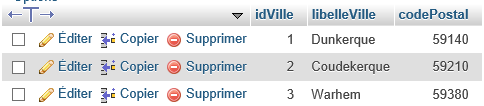 idVille libelleVille codePostal
Éditer Copier Supprimer 1 Dunkerque 59140
Éditer Copier Supprimer 2 Coudekerque 59210
Éditer Copier Supprimer 3 Warhem 59380